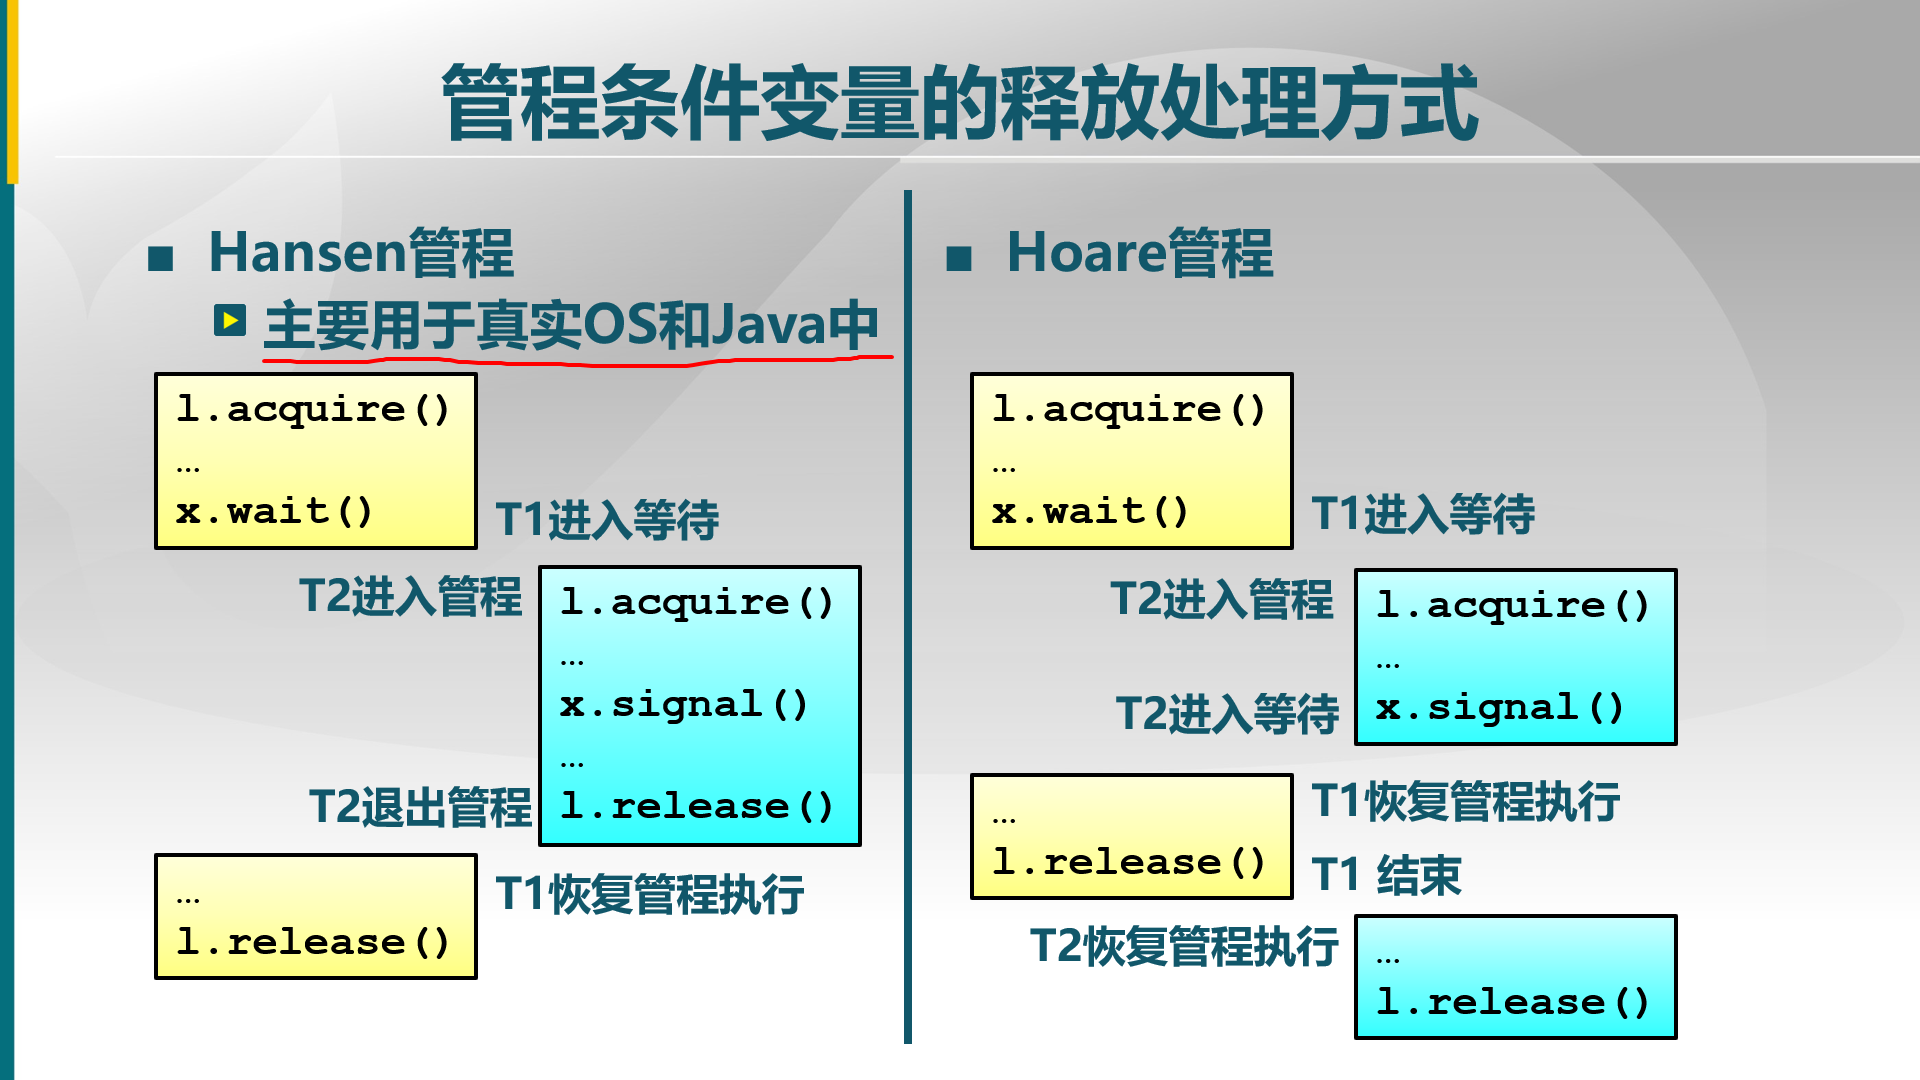 管程条件变量的释放处理方式
Hansen管程
主要用于真实OS和Java中
l.acquire()
…
x.wait()
T1进入等待
T2进入管程
l.acquire()
…
x.signal()
…
T2退出管程
l.release()
…
T1恢复管程执行
l.release()
Hoare管程
l.acquire()
…
x.wait()
T1进入等待
T2进入管程
l.acquire()
…
T2进入等待
x.signal()
…
T1恢复管程执行
l.release()
T1 结束
T2恢复管程执行
…
l.release()